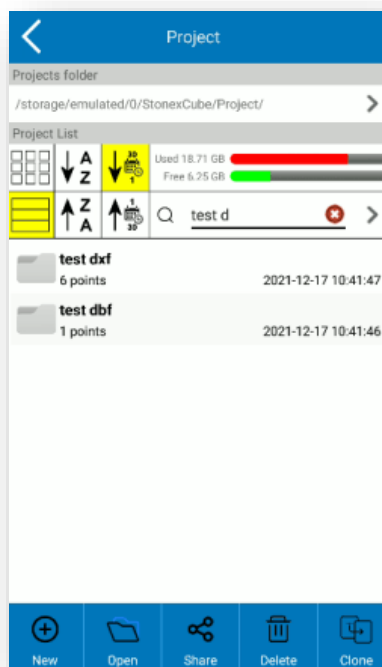 Project
Projects folder
/storage/emulated/0/StonexCube/Project/
Project List
A Z
30 1
Used 18.71 GB
Free 6.25 GB
Z A
1 30
test d
test dxf
6 points 2021-12-17 10:41:47
test dbf
1 points 2021-12-17 10:41:46
New Open Share Delete Clone